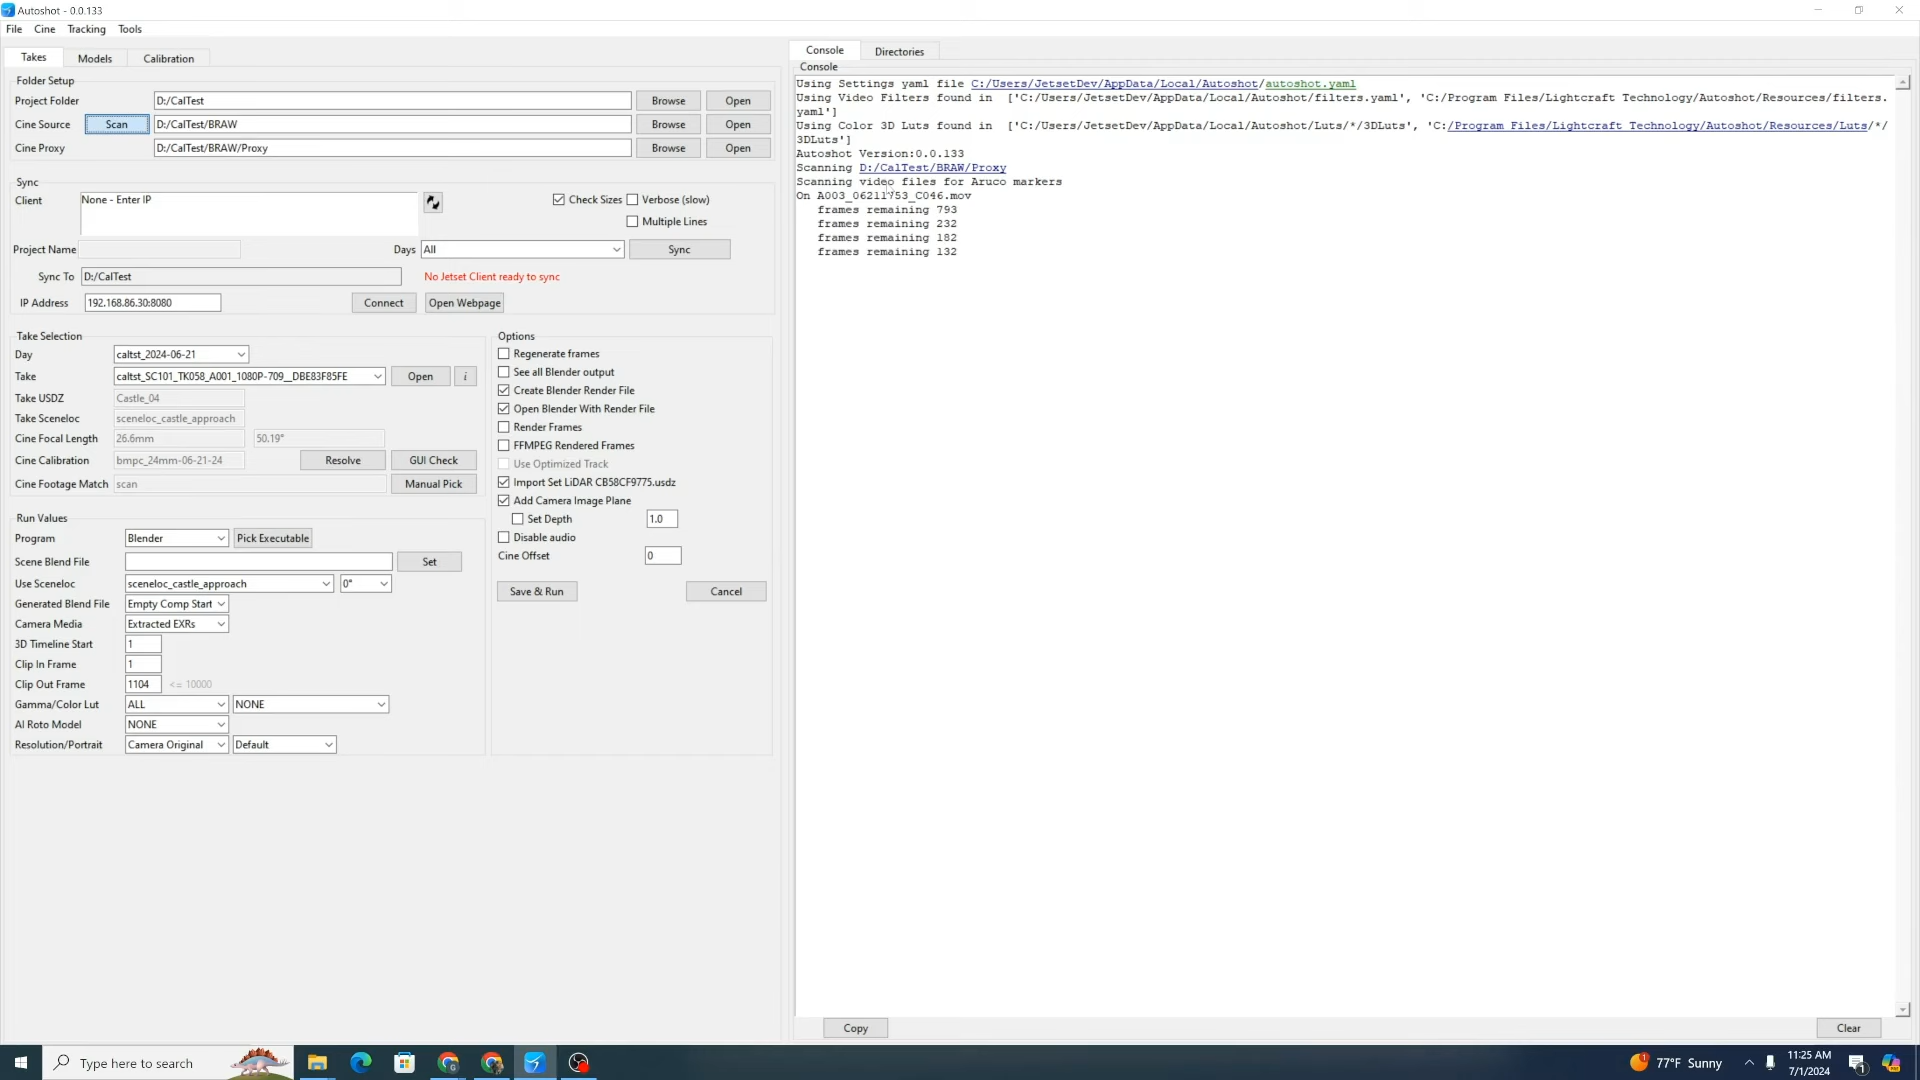 Autoshot - 0.0.133
File Cine Tracking Tools
Takes Models Calibration
Folder Setup
Project Folder D:/CalTest Browse Open
Cine Source Scan D:/CalTest/BRAW Browse Open
Cine Proxy D:/CalTest/BRAW/Proxy Browse Open
Sync
Client None - Enter IP Check Sizes Verbose (slow)
Multiple Lines
Project Name Days All Sync
Sync To D:/CalTest No Jetset Client ready to sync
IP Address 192.168.86.30:8080 Connect Open Webpage
Take Selection
Day caltst_2024-06-21
Take caltst_SC101_TK058_A001_1080P-709__DBE83F85FE Open i
Take USDZ Castle_04
Take Sceneloc sceneloc_castle_approach
Cine Focal Length 26.6mm 50.19°
Cine Calibration bmpc_24mm-06-21-24 Resolve GUI Check
Cine Footage Match scan Manual Pick
Run Values
Program Blender Pick Executable
Scene Blend File Set
Use Sceneloc sceneloc_castle_approach 0°
Generated Blend File Empty Comp Start
Camera Media Extracted EXRs
3D Timeline Start 1
Clip In Frame 1
Clip Out Frame 1104 <= 10000
Gamma/Color Lut ALL NONE
AI Roto Model NONE
Resolution/Portrait Camera Original Default
Options
Regenerate frames
See all Blender output
Create Blender Render File
Open Blender With Render File
Render Frames
FFMPEG Rendered Frames
Use Optimized Track
Import Set LiDAR CB58CF9775.usdz
Add Camera Image Plane
Set Depth 1.0
Disable audio
Cine Offset 0
Save & Run Cancel
Console Directories
Console
Using Settings yaml file C:/Users/JetsetDev/AppData/Local/Autoshot/autoshot.yaml
Using Video Filters found in ['C:/Users/JetsetDev/AppData/Local/Autoshot/filters.yaml', 'C:/Program Files/Lightcraft Technology/Autoshot/Resources/filters.
yaml']
Using Color 3D Luts found in ['C:/Users/JetsetDev/AppData/Local/Autoshot/Luts/*/3DLuts', 'C:/Program Files/Lightcraft Technology/Autoshot/Resources/Luts/*/
3DLuts']
Autoshot Version:0.0.133
Scanning D:/CalTest/BRAW/Proxy
Scanning video files for Aruco markers
On A003_06211753_C046.mov
frames remaining 793
frames remaining 232
frames remaining 182
frames remaining 132
Copy Clear
Type here to search
77°F Sunny
11:25 AM
7/1/2024